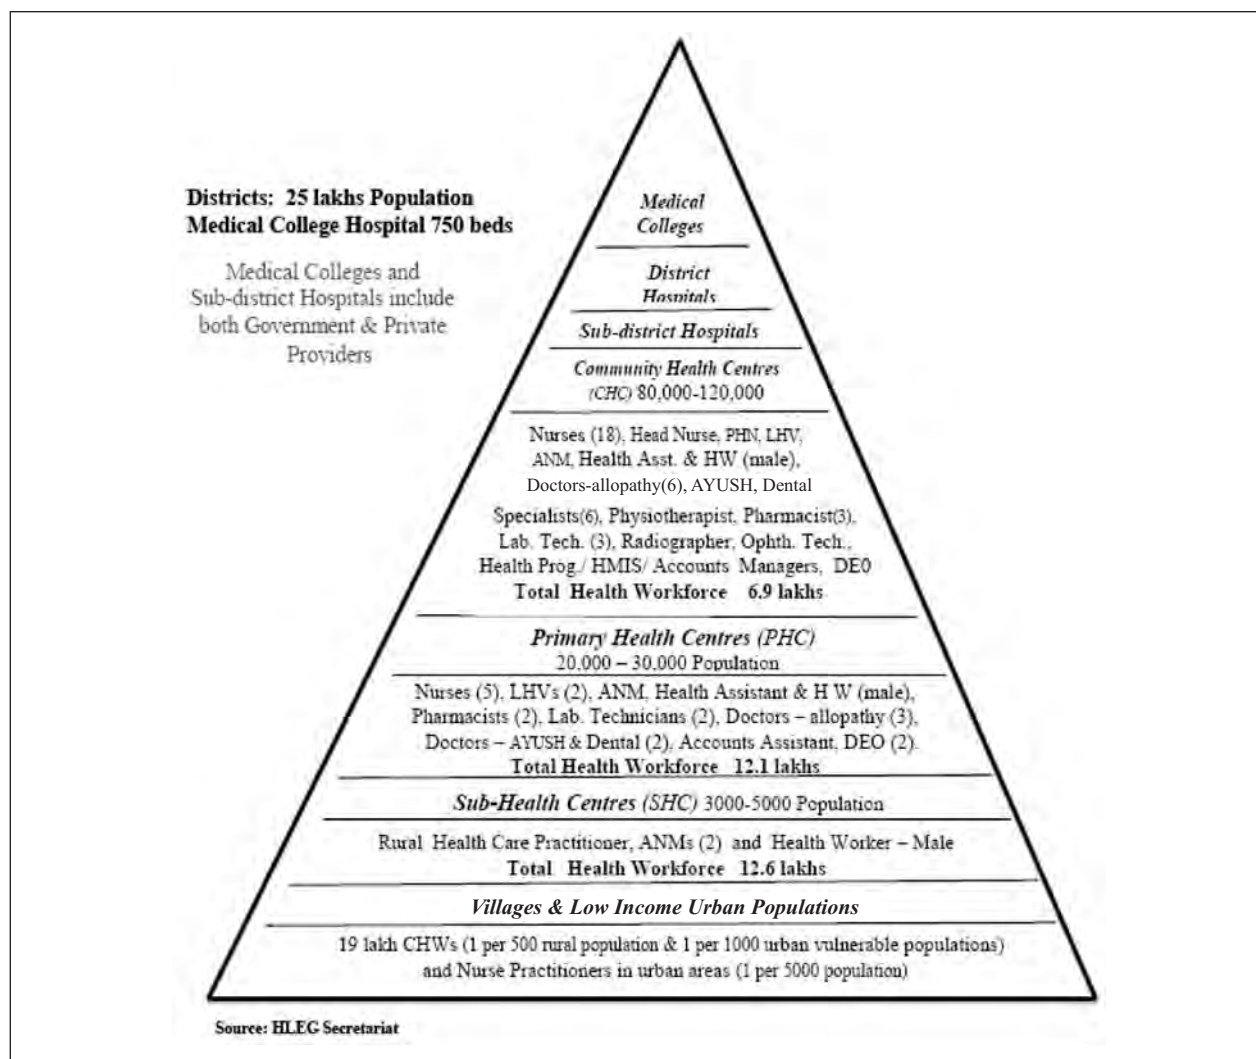 Districts: 25 lakhs Population
Medical College Hospital 750 beds
Medical Colleges and
Sub-district Hospitals include
both Government & Private
Providers
Medical
Colleges
District
Hospitals
Sub-district Hospitals
Community Health Centres
(CHC) 80,000-120,000
Nurses (18), Head Nurse, PHN, LHV,
ANM, Health Asst. & HW (male),
Doctors-allopathy(6), AYUSH, Dental
Specialists(6), Physiotherapist, Pharmacist(3),
Lab. Tech. (3), Radiographer, Ophth. Tech.,
Health Prog./ HMIS/ Accounts Managers, DEO
Total Health Workforce 6.9 lakhs
Primary Health Centres (PHC)
20,000 – 30,000 Population
Nurses (5), LHVs (2), ANM, Health Assistant & H W (male),
Pharmacists (2), Lab. Technicians (2), Doctors – allopathy (3),
Doctors – AYUSH & Dental (2), Accounts Assistant, DEO (2).
Total Health Workforce 12.1 lakhs
Sub-Health Centres (SHC) 3000-5000 Population
Rural Health Care Practitioner, ANMs (2) and Health Worker – Male
Total Health Workforce 12.6 lakhs
Villages & Low Income Urban Populations
19 lakh CHWs (1 per 500 rural population & 1 per 1000 urban vulnerable populations)
and Nurse Practitioners in urban areas (1 per 5000 population)
Source: HLEG Secretariat